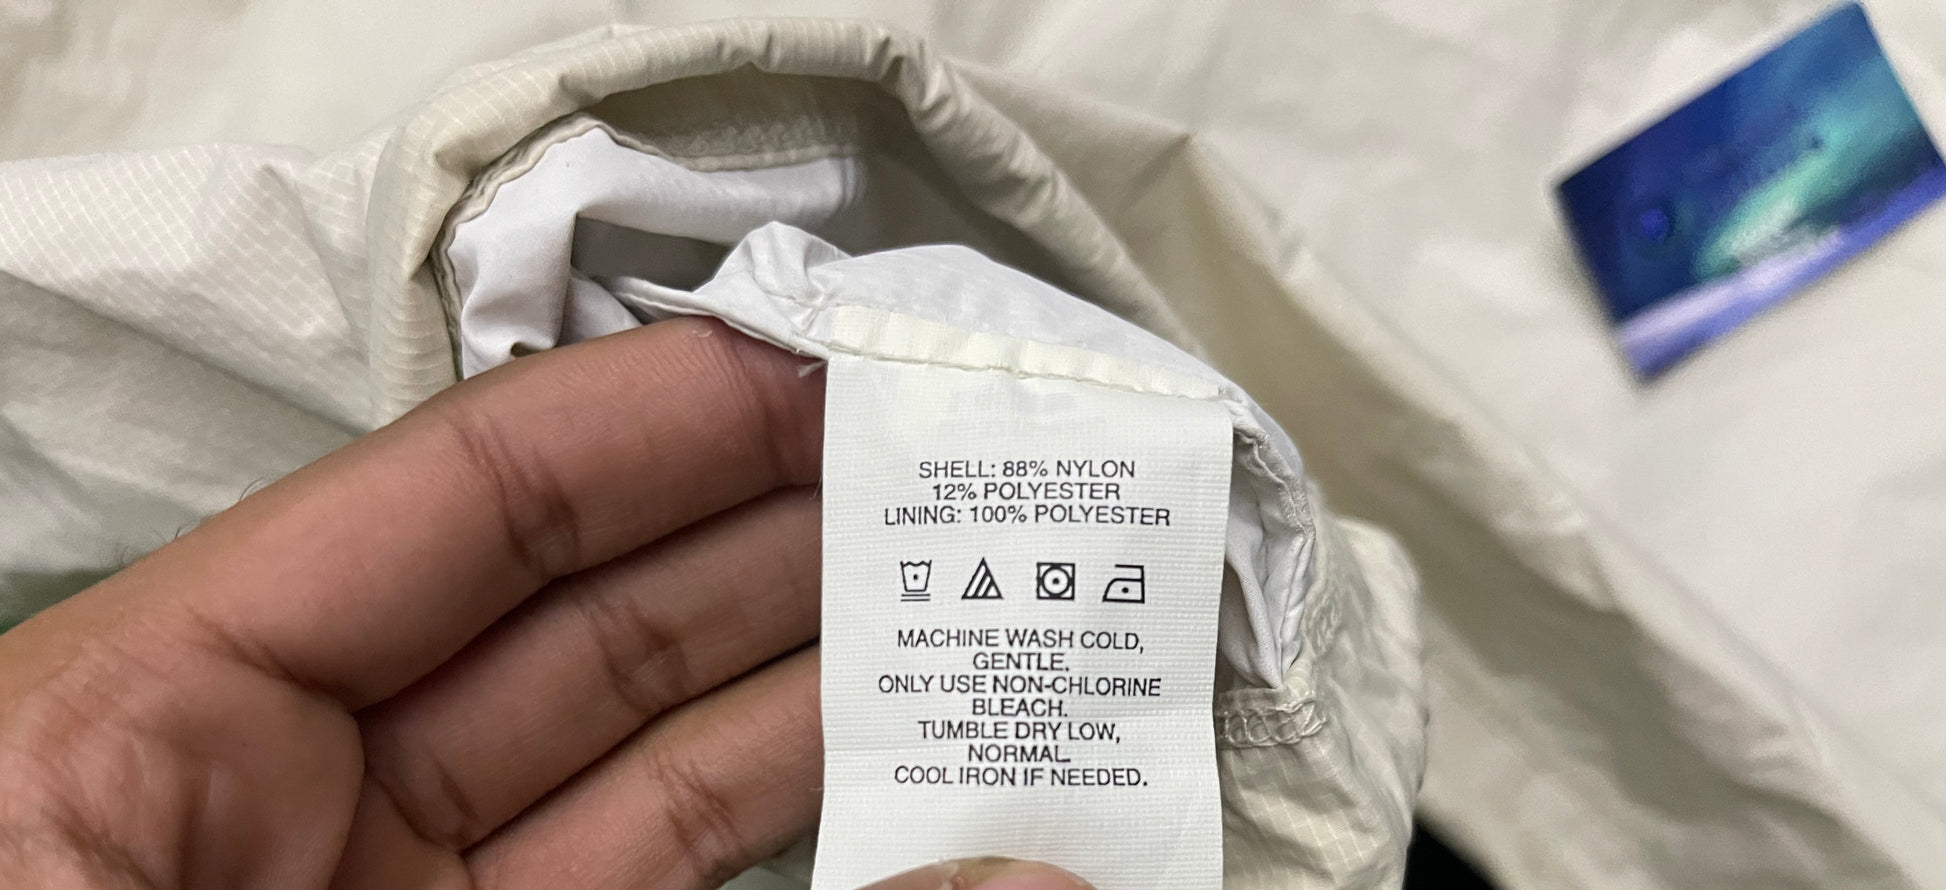 SHELL: 88% NYLON
12% POLYESTER
LINING: 100% POLYESTER
MACHINE WASH COLD,
GENTLE.
ONLY USE NON-CHLORINE
BLEACH.
TUMBLE DRY LOW,
NORMAL.
COOL IRON IF NEEDED.